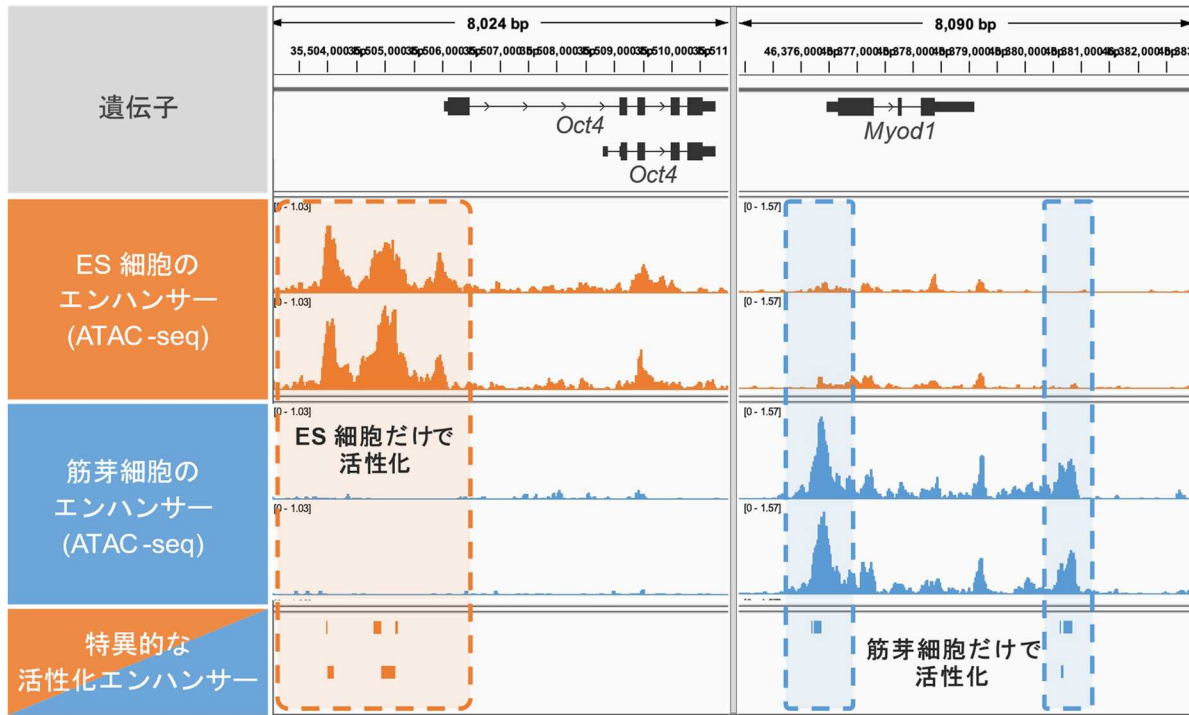 8,024 bp
8,090 bp
遺伝子
Oct4
Oct4
Myod1
ES 細胞の
エンハンサー
(ATAC-seq)
[0 - 1.03]
[0 - 1.57]
[0 - 1.03]
[0 - 1.57]
筋芽細胞の
エンハンサー
(ATAC-seq)
[0 - 1.03]
[0 - 1.57]
ES 細胞だけで
活性化
[0 - 1.03]
[0 - 1.57]
特異的な
活性化エンハンサー
筋芽細胞だけで
活性化